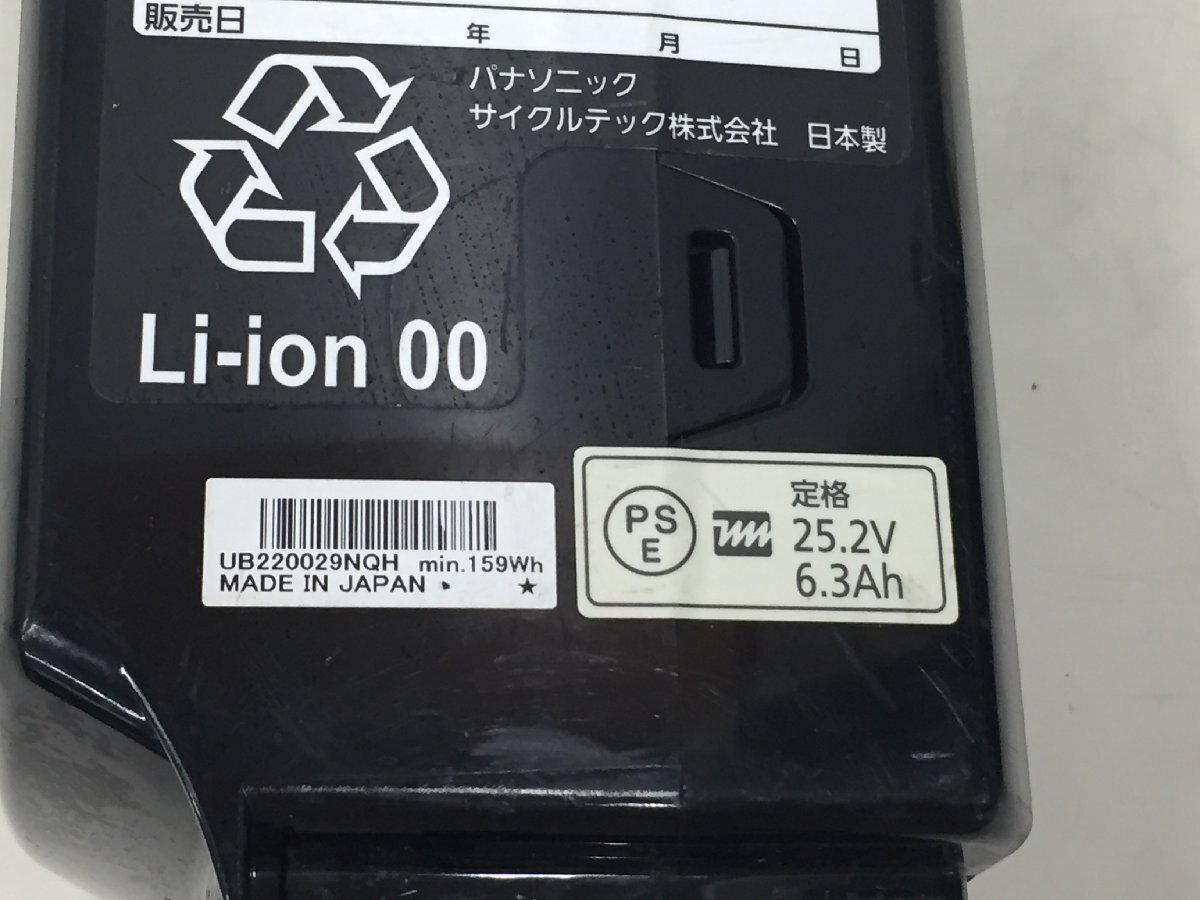 販売日 年 月 日
パナソニック
サイクルテック株式会社 日本製
Li-ion 00
UB220029NQH min.159Wh
MADE IN JAPAN ★
PS
E
定格
25.2V
6.3Ah